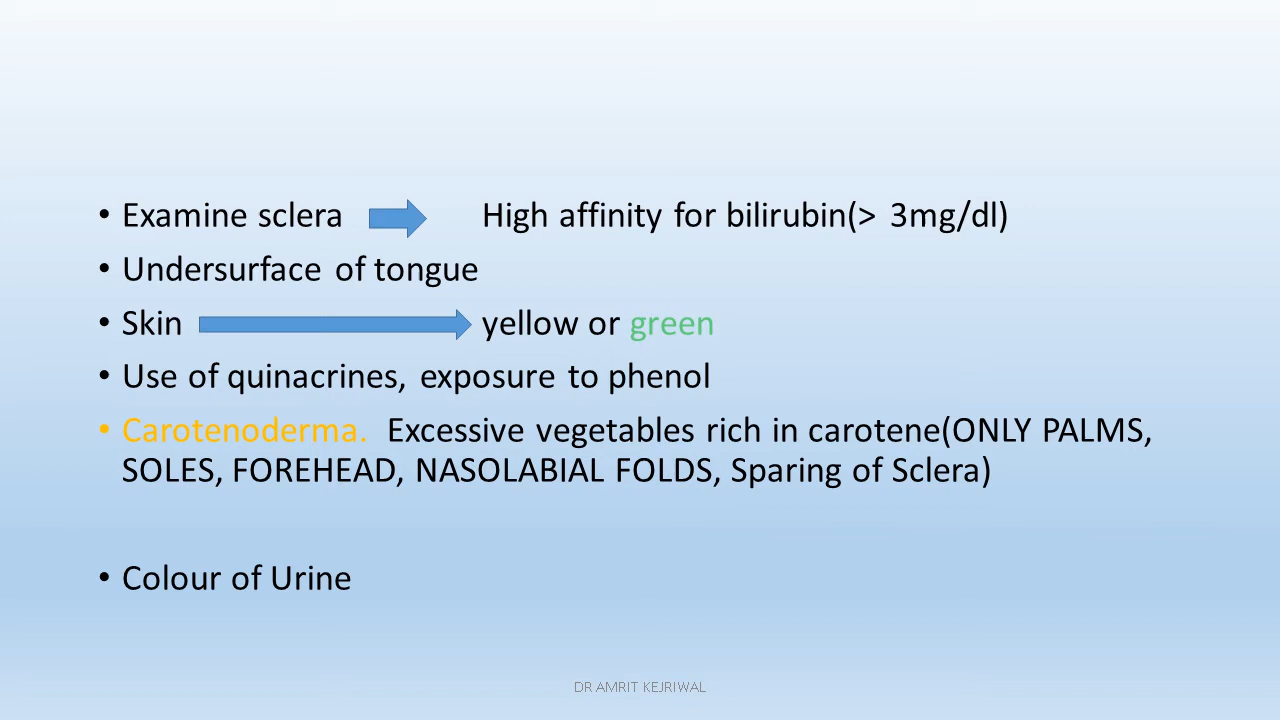 • Examine sclera High affinity for bilirubin(> 3mg/dl)
• Undersurface of tongue
• Skin yellow or green
• Use of quinacrines, exposure to phenol
• Carotenoderma. Excessive vegetables rich in carotene(ONLY PALMS,
SOLES, FOREHEAD, NASOLABIAL FOLDS, Sparing of Sclera)
• Colour of Urine
DR AMRIT KEJRIWAL